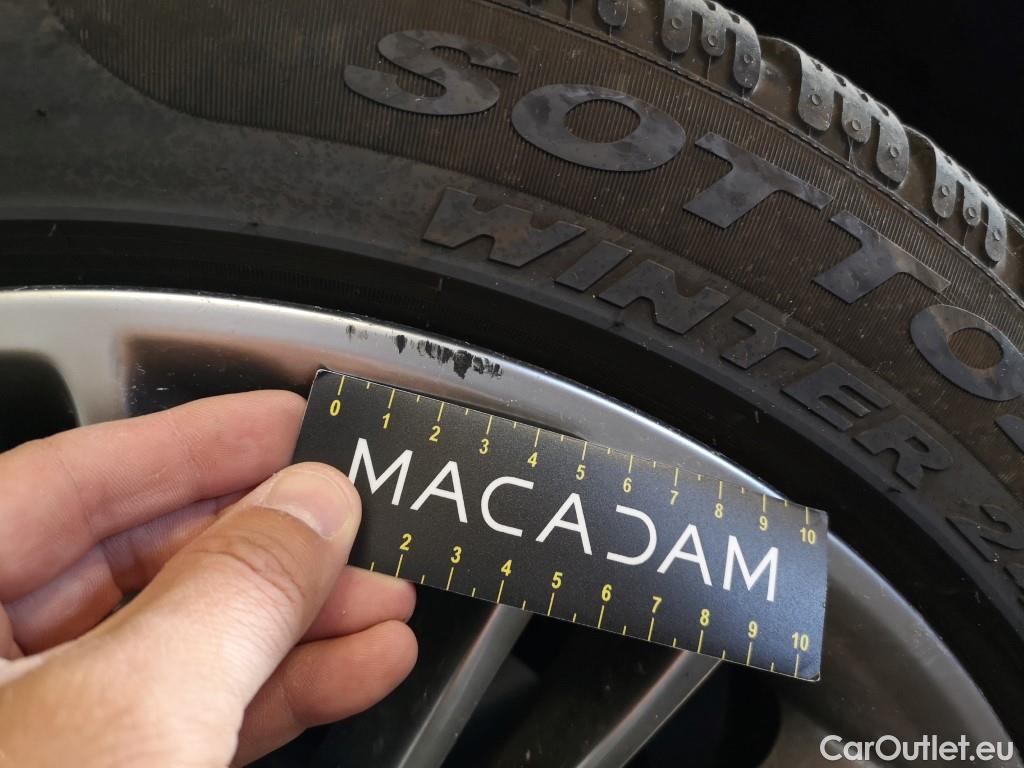 SOTTO
WINTER
0 1 2 3 4 5 6 7 8 9 10
MACADAM
2 3 4 5 6 7 8 9 10
CarOutlet.eu